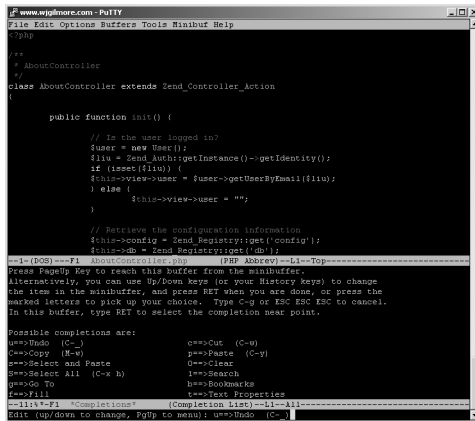 www.wjgilmore.com - PuTTY
File Edit Options Buffers Tools Minibuf Help
<?php
/**
* AboutController
*/
class AboutController extends Zend_Controller_Action
{
public function init() {
// Is the user logged in?
$user = new User();
$liu = Zend_Auth::getInstance()->getIdentity();
if (isset($liu)) {
$this->view->user = $user->getUserByEmail($liu);
} else {
$this->view->user = "";
}
// Retrieve the configuration information
$this->config = Zend_Registry::get('config');
$this->db = Zend_Registry::get('db');
--1-(DOS)---F1 AboutController.php (PHP Abbrev)--L1--Top
Press PageUp Key to reach this buffer from the minibuffer.
Alternatively, you can use Up/Down keys (or your History keys) to change
the item in the minibuffer, and press RET when you are done, or press the
marked letters to pick up your choice. Type C-g or ESC ESC ESC to cancel.
In this buffer, type RET to select the completion near point.
Possible completions are:
u==>Undo (C-_) c==>Cut (C-w)
C==>Copy (M-w) p==>Paste (C-y)
s==>Select and Paste 0==>Clear
S==>Select All (C-x h) 1==>Search
g==>Go To b==>Bookmarks
f==>Fill t==>Text Properties
--11:%*-F1 *Completions* (Completion List)--L1--All
Edit (up/down to change, PgUp to menu): u==>Undo (C-_)